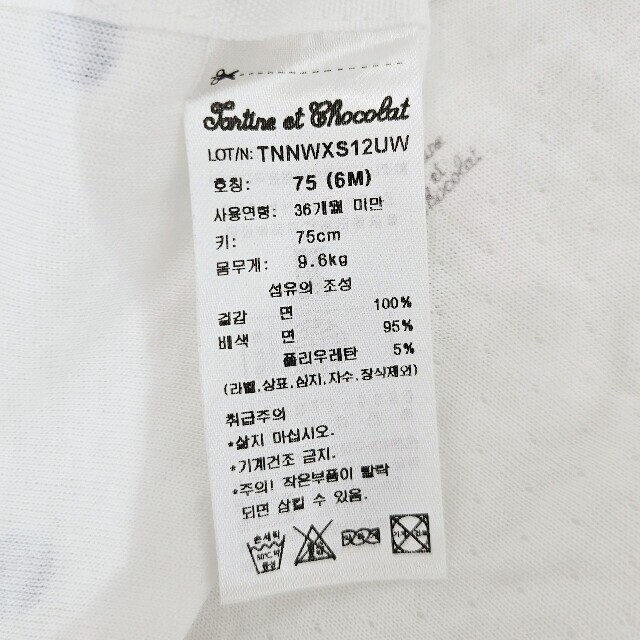 Tartine et Chocolat
LOT/N: TNNWXS12UW
호칭: 75 (6M)
사용연령: 36개월 미만
키: 75cm
몸무게: 9.6kg
섬유의 조성
겉감 면 100%
배색 면 95%
폴리우레탄 5%
(라벨,상표,심지,자수,장식제외)
취급주의
*삶지 마십시오.
*기계건조 금지.
*주의! 작은부품이 탈락
되면 삼킬 수 있음.
손세탁
et